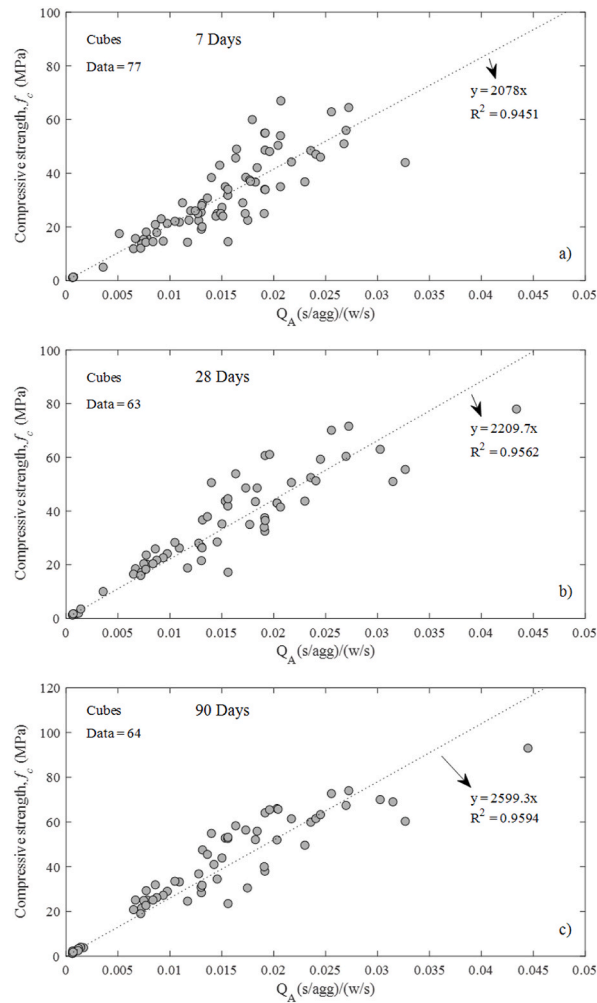 Cubes 7 Days
Data = 77
y=2078x
R² = 0.9451
a)
Compressive strength, f_c (MPa)
100
80
60
40
20
0
0 0.005 0.01 0.015 0.02 0.025 0.03 0.035 0.04 0.045 0.05
Q_A (s/agg)/(w/s)
Cubes 28 Days
Data = 63
y=2209.7x
R² = 0.9562
b)
Compressive strength, f_c (MPa)
100
80
60
40
20
0
0 0.005 0.01 0.015 0.02 0.025 0.03 0.035 0.04 0.045 0.05
Q_A (s/agg)/(w/s)
Cubes 90 Days
Data = 64
y=2599.3x
R² = 0.9594
c)
Compressive strength, f_c (MPa)
120
100
80
60
40
20
0
0 0.005 0.01 0.015 0.02 0.025 0.03 0.035 0.04 0.045 0.05
Q_A (s/agg)/(w/s)